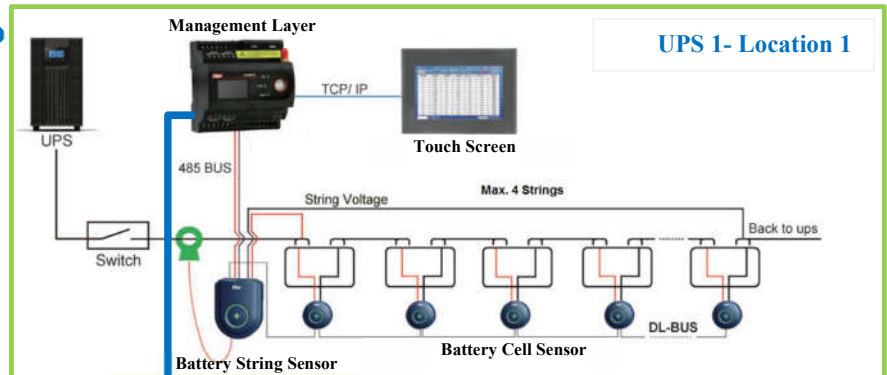 Management Layer
UPS 1- Location 1
TCP/ IP
UPS
Touch Screen
485 BUS
Max. 4 Strings
String Voltage
Back to ups
Switch
DL-BUS
Battery Cell Sensor
Battery String Sensor